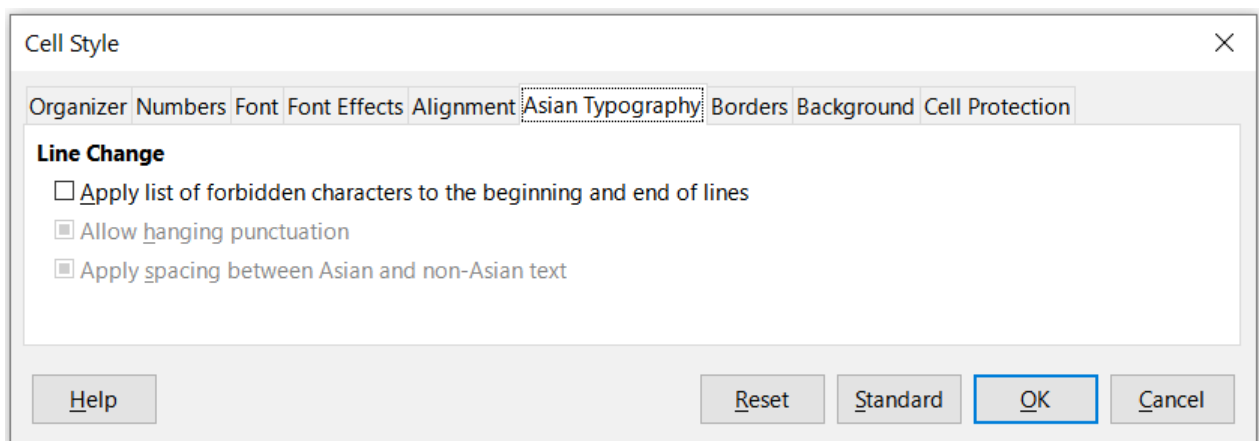 Cell Style
Organizer Numbers Font Font Effects Alignment Asian Typography Borders Background Cell Protection
Line Change
Apply list of forbidden characters to the beginning and end of lines
Allow hanging punctuation
Apply spacing between Asian and non-Asian text
Help Reset Standard OK Cancel